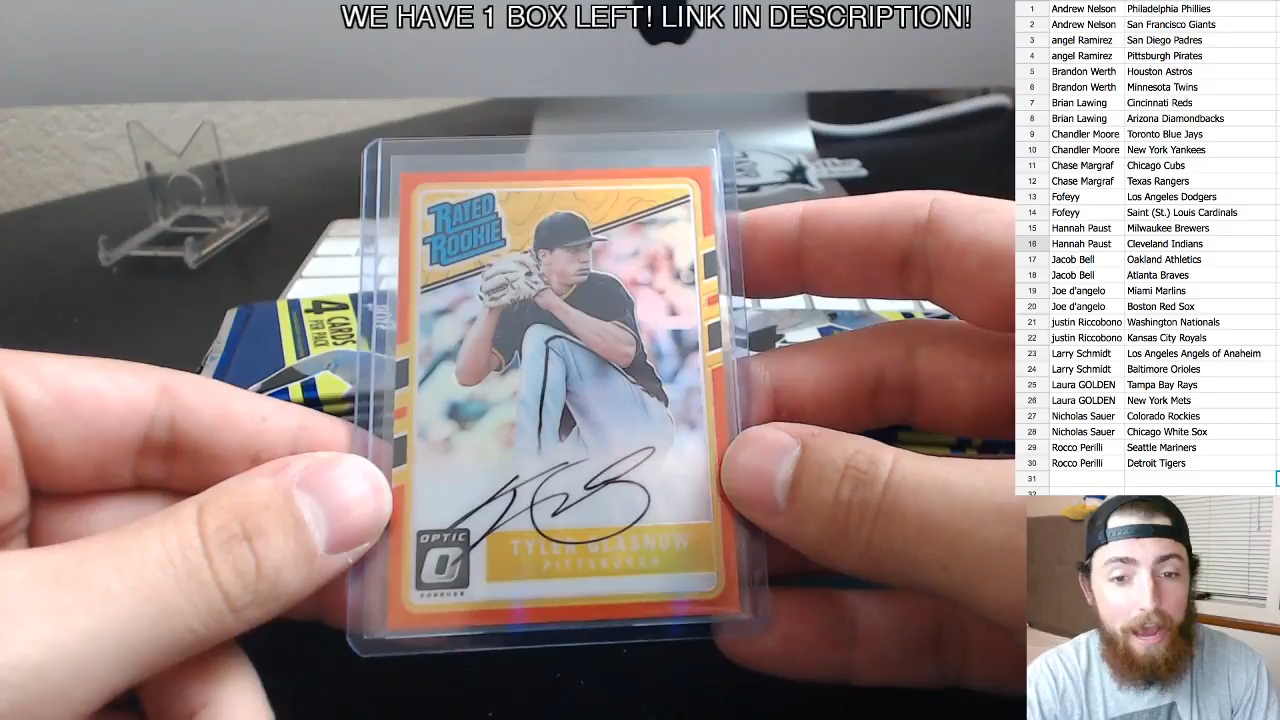 WE HAVE 1 BOX LEFT! LINK IN DESCRIPTION!
1 Andrew Nelson Philadelphia Phillies
2 Andrew Nelson San Francisco Giants
3 angel Ramirez San Diego Padres
4 angel Ramirez Pittsburgh Pirates
5 Brandon Werth Houston Astros
6 Brandon Werth Minnesota Twins
7 Brian Lawing Cincinnati Reds
8 Brian Lawing Arizona Diamondbacks
9 Chandler Moore Toronto Blue Jays
10 Chandler Moore New York Yankees
11 Chase Margraf Chicago Cubs
12 Chase Margraf Texas Rangers
13 Fofeyy Los Angeles Dodgers
14 Fofeyy Saint (St.) Louis Cardinals
15 Hannah Paust Milwaukee Brewers
16 Hannah Paust Cleveland Indians
17 Jacob Bell Oakland Athletics
18 Jacob Bell Atlanta Braves
19 Joe d'angelo Miami Marlins
20 Joe d'angelo Boston Red Sox
21 justin Riccobono Washington Nationals
22 justin Riccobono Kansas City Royals
23 Larry Schmidt Los Angeles Angels of Anaheim
24 Larry Schmidt Baltimore Orioles
25 Laura GOLDEN Tampa Bay Rays
26 Laura GOLDEN New York Mets
27 Nicholas Sauer Colorado Rockies
28 Nicholas Sauer Chicago White Sox
29 Rocco Perilli Seattle Mariners
30 Rocco Perilli Detroit Tigers
31
RATED
ROOKIE
4 CARDS
PER PACK
OPTIC
DONRUSS
TYLER GLASNOW
PITTSBURGH